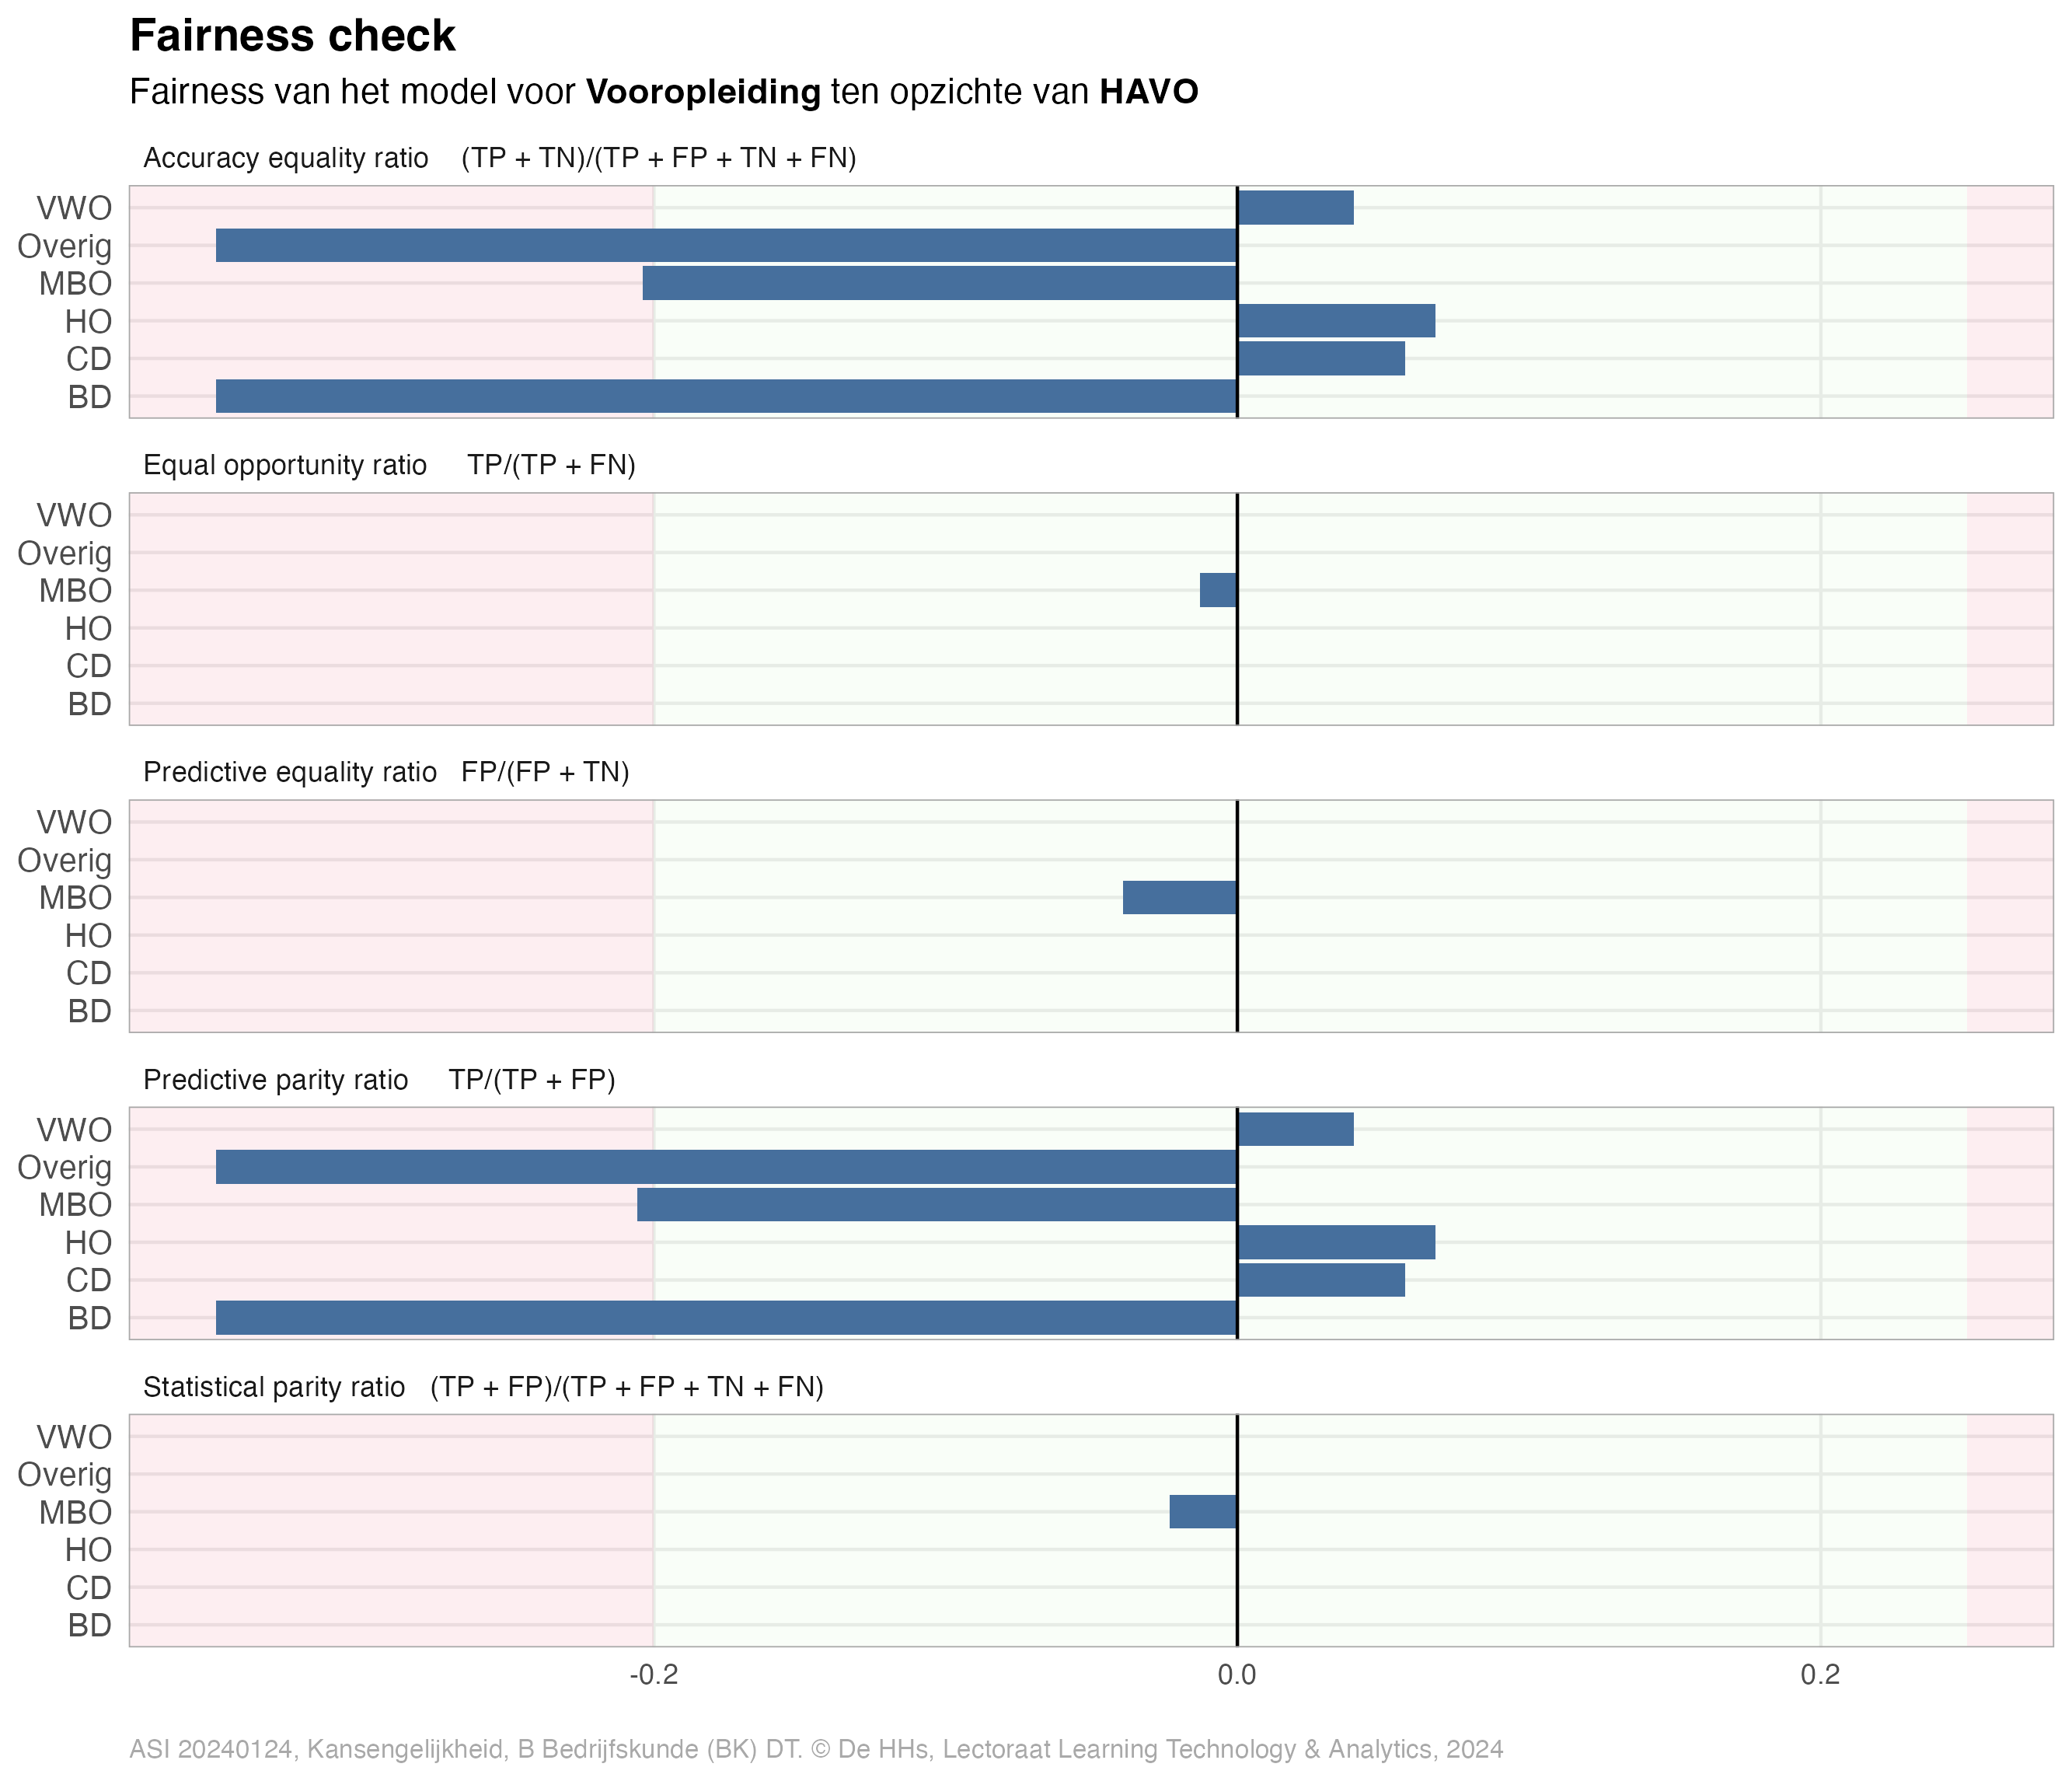 Fairness check
Fairness van het model voor Vooropleiding ten opzichte van HAVO
Accuracy equality ratio (TP + TN)/(TP + FP + TN + FN)
VWO
Overig
MBO
HO
CD
BD
Equal opportunity ratio TP/(TP + FN)
VWO
Overig
MBO
HO
CD
BD
Predictive equality ratio FP/(FP + TN)
VWO
Overig
MBO
HO
CD
BD
Predictive parity ratio TP/(TP + FP)
VWO
Overig
MBO
HO
CD
BD
Statistical parity ratio (TP + FP)/(TP + FP + TN + FN)
VWO
Overig
MBO
HO
CD
BD
-0.2 0.0 0.2
ASI 20240124, Kansengelijkheid, B Bedrijfskunde (BK) DT. © De HHs, Lectoraat Learning Technology & Analytics, 2024